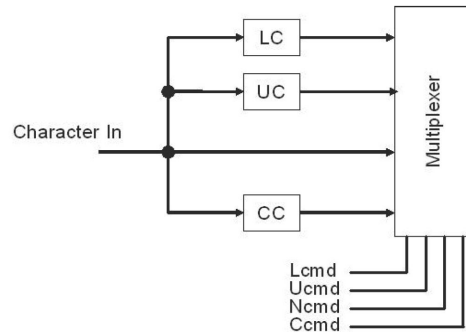 LC
UC
Character In
CC
Multiplexer
Lcmd
Ucmd
Ncmd
Ccmd